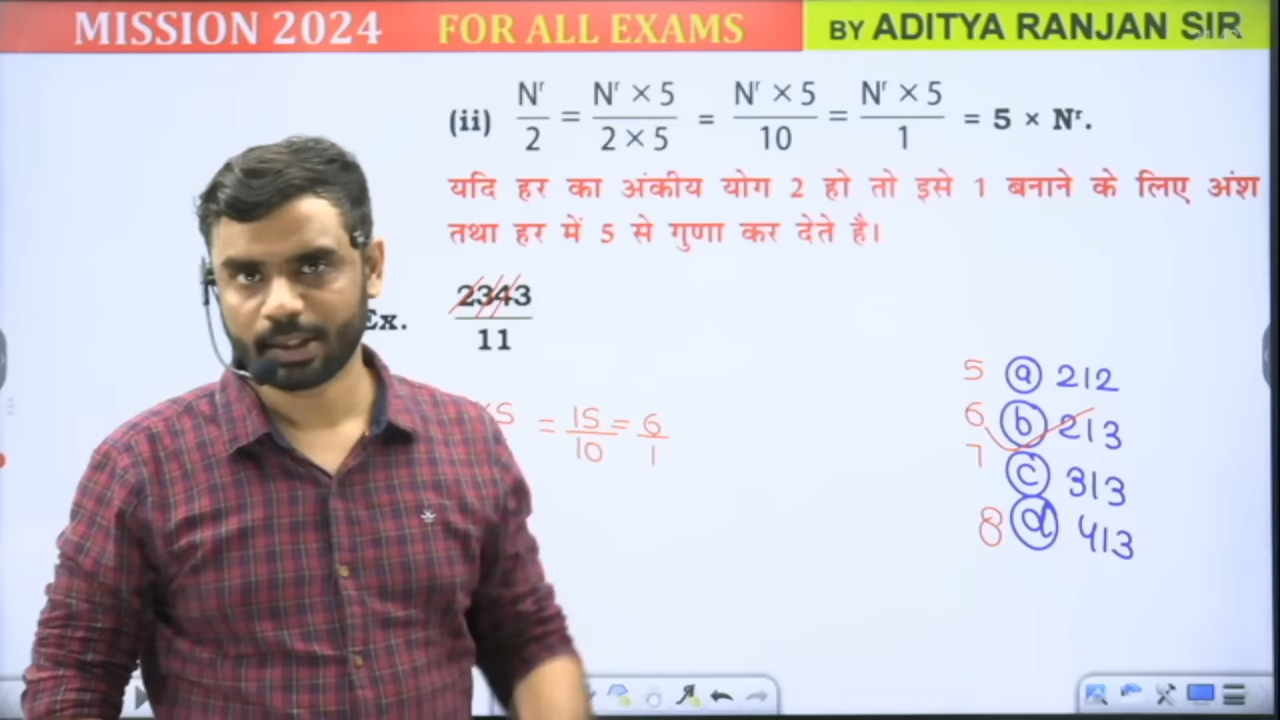 MISSION 2024 FOR ALL EXAMS BY ADITYA RANJAN SIR
(ii) Nʳ/2 = Nʳ × 5/2 × 5 = Nʳ × 5/10 = Nʳ × 5/1 = 5 × Nʳ.
यदि हर का अंकीय योग 2 हो तो इसे 1 बनाने के लिए अंश
तथा हर में 5 से गुणा कर देते है।
Ex. 2343/11
×5 = 15/10 = 6/1
5 (a) 212
6 (b) 213
7 (c) 313
8 (d) 413